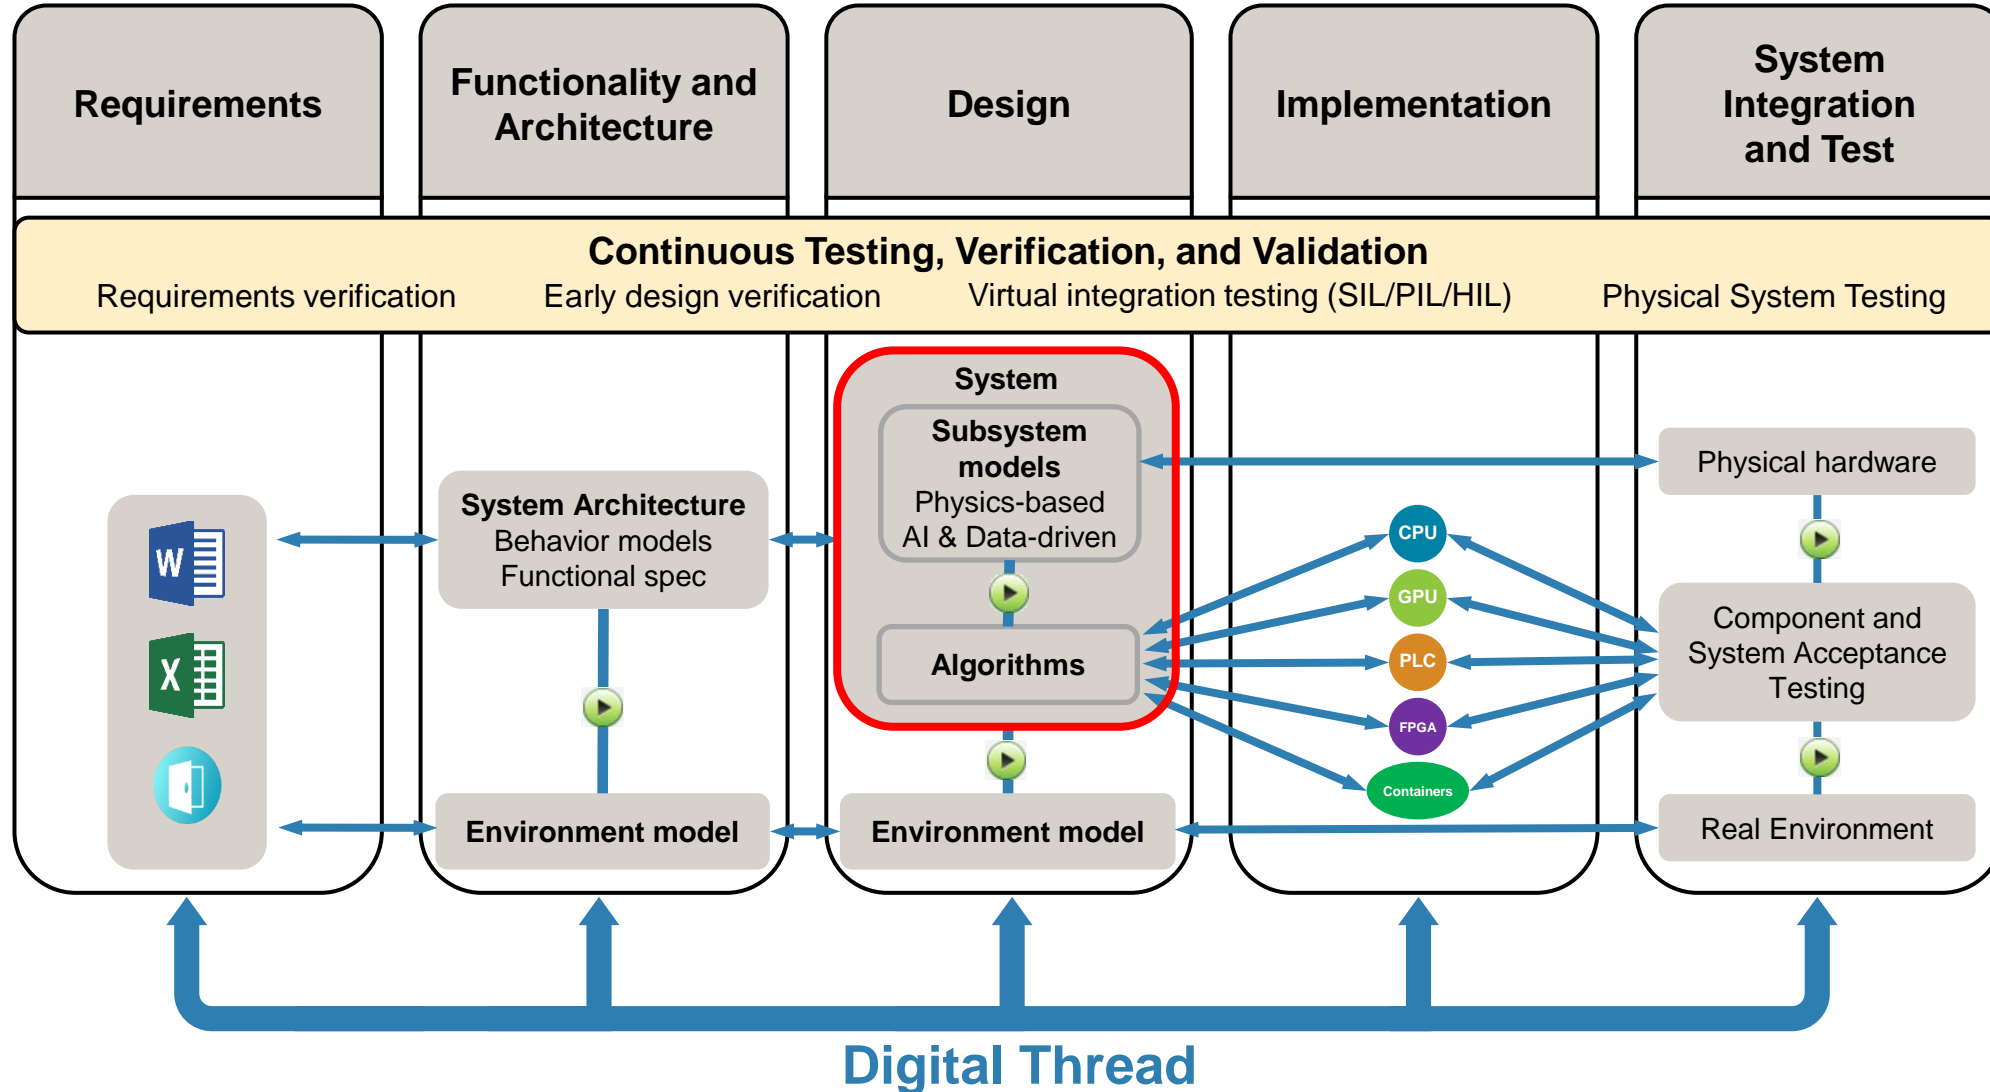 Requirements
Functionality and
Architecture
Design
Implementation
System
Integration
and Test
Continuous Testing, Verification, and Validation
Requirements verification
Early design verification
Virtual integration testing (SIL/PIL/HIL)
Physical System Testing
W
X
System Architecture
Behavior models
Functional spec
Environment model
System
Subsystem
models
Physics-based
AI & Data-driven
Algorithms
Environment model
CPU
GPU
PLC
FPGA
Containers
Physical hardware
Component and
System Acceptance
Testing
Real Environment
Digital Thread